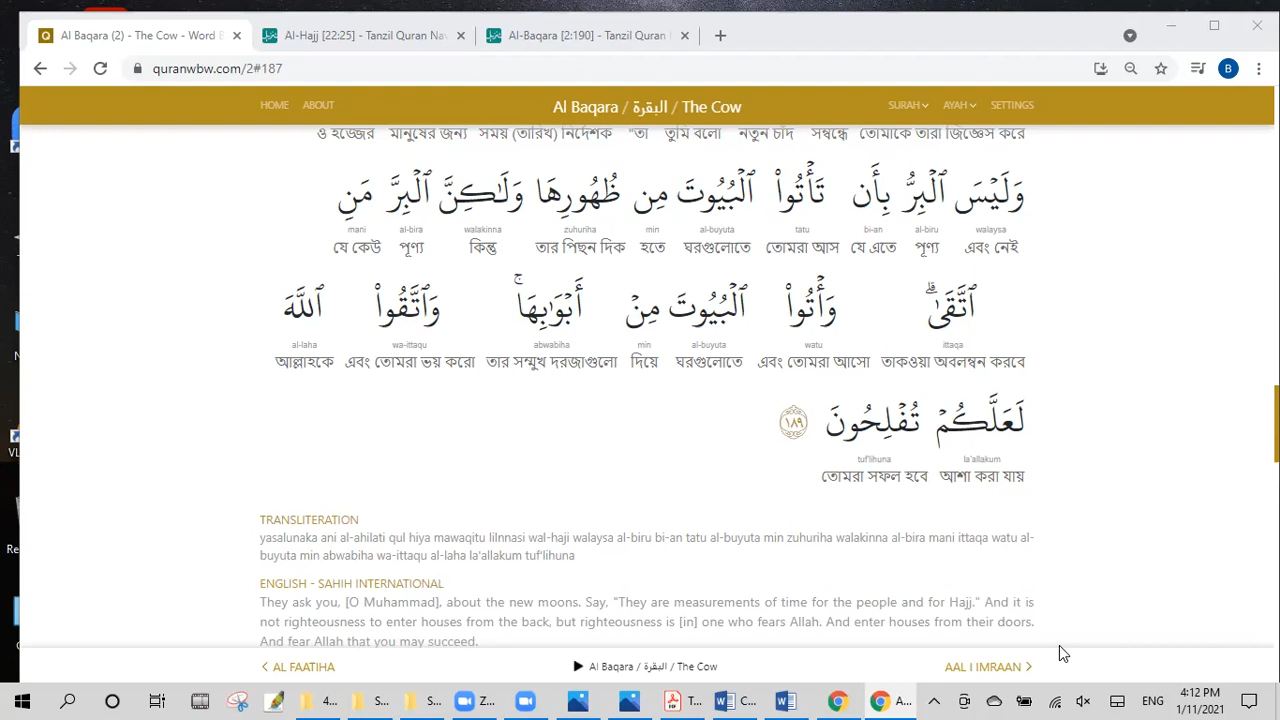 Al Baqara (2) - The Cow - Word B
Al-Hajj [22:25] - Tanzil Quran Nav
Al-Baqara [2:190] - Tanzil Quran
quranwbw.com/2#187
B
HOME ABOUT Al Baqara / البقرة / The Cow SURAH AYAH SETTINGS
ও হজ্জের মানুষের জন্য সময় (তারিখ) নির্দেশক "তা তুমি বলো নতুন চাঁদ সম্বন্ধে তোমাকে তারা জিজ্ঞেস করে
وَلَيْسَ ٱلْبِرُّ بِأَن تَأْتُوا۟ ٱلْبُيُوتَ مِن ظُهُورِهَا وَلَـٰكِنَّ ٱلْبِرَّ مَنِ
mani al-bira walakinna zuhuriha min al-buyuta tatu bi-an al-biru walaysa
যে কেউ পূণ্য কিন্তু তার পিছন দিক হতে ঘরগুলোতে তোমরা আস যে এতে পূণ্য এবং নেই
ٱتَّقَىٰ ۗ وَأْتُوا۟ ٱلْبُيُوتَ مِنْ أَبْوَٰبِهَا ۚ وَٱتَّقُوا۟ ٱللَّهَ
al-laha wa-ittaqu abwabiha min al-buyuta watu ittaqa
আল্লাহকে এবং তোমরা ভয় করো তার সম্মুখ দরজাগুলো দিয়ে ঘরগুলোতে এবং তোমরা আসো তাকওয়া অবলম্বন করবে
لَعَلَّكُمْ تُفْلِحُونَ ١٨٩
tuf'lihuna la'allakum
তোমরা সফল হবে আশা করা যায়
TRANSLITERATION
yasalunaka ani al-ahilati qul hiya mawaqitu lilnnasi wal-haji walaysa al-biru bi-an tatu al-buyuta min zuhuriha walakinna al-bira mani ittaqa watu al-
buyuta min abwabiha wa-ittaqu al-laha la'allakum tuf'lihuna
ENGLISH - SAHIH INTERNATIONAL
They ask you, [O Muhammad], about the new moons. Say, "They are measurements of time for the people and for Hajj." And it is
not righteousness to enter houses from the back, but righteousness is [in] one who fears Allah. And enter houses from their doors.
And fear Allah that you may succeed.
AL FAATIHA Al Baqara / البقرة / The Cow AAL I IMRAAN
4... S... S... Z... T... C... A... ENG 4:12 PM
1/11/2021